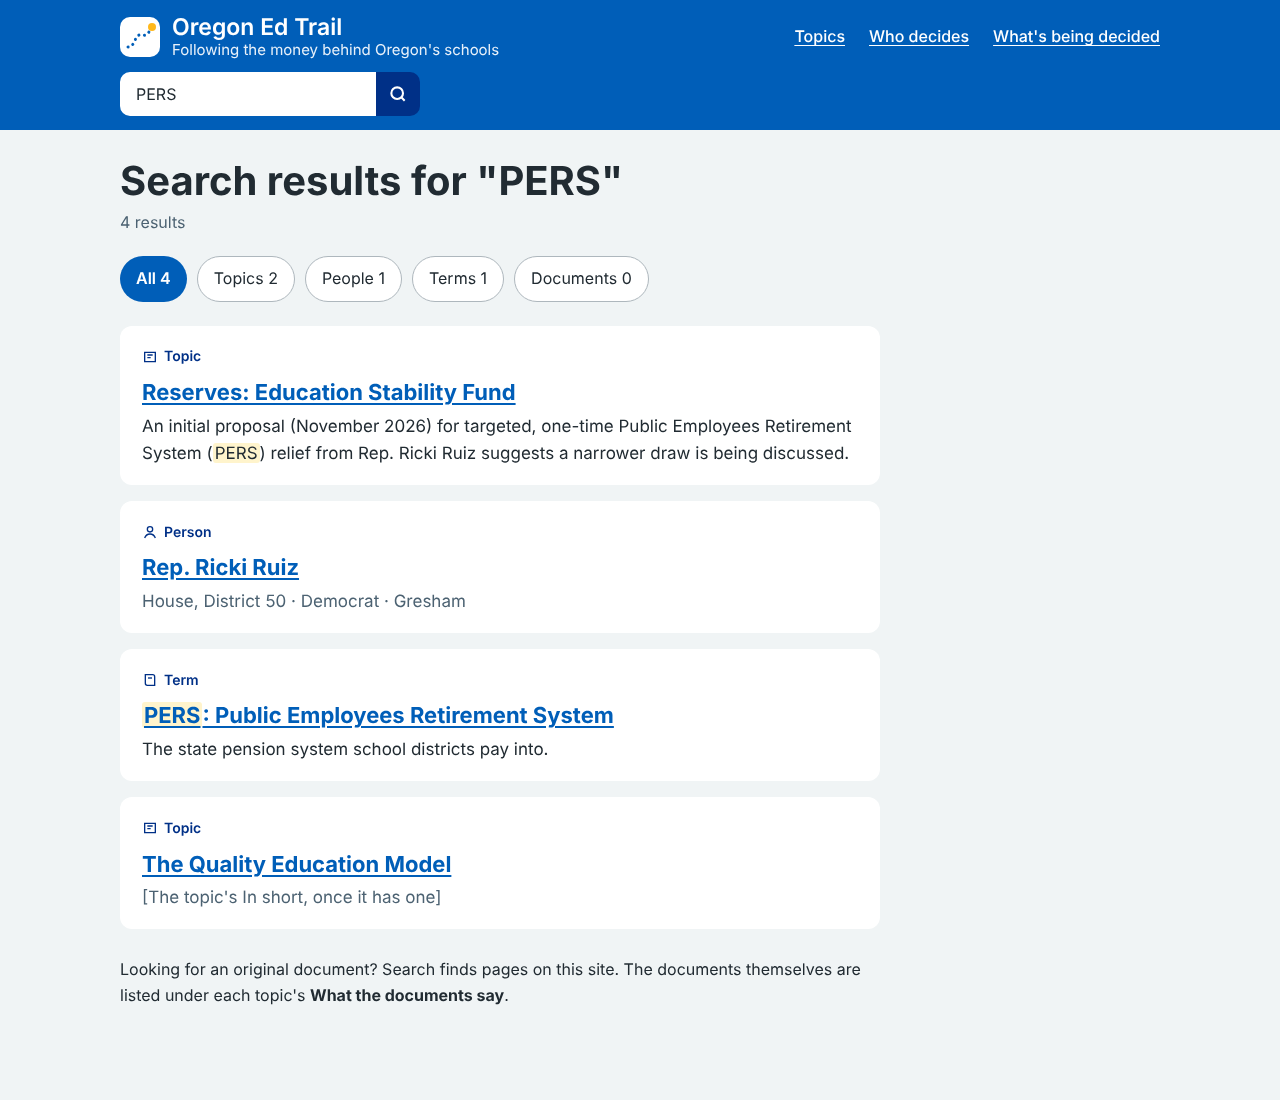 Oregon Ed Trail
Following the money behind Oregon's schools
Topics
Who decides
What's being decided
PERS
Search results for "PERS"
4 results
All 4
Topics 2
People 1
Terms 1
Documents 0
Topic
Reserves: Education Stability Fund
An initial proposal (November 2026) for targeted, one-time Public Employees Retirement
System (PERS) relief from Rep. Ricki Ruiz suggests a narrower draw is being discussed.
Person
Rep. Ricki Ruiz
House, District 50 · Democrat · Gresham
Term
PERS: Public Employees Retirement System
The state pension system school districts pay into.
Topic
The Quality Education Model
[The topic's In short, once it has one]
Looking for an original document? Search finds pages on this site. The documents themselves are
listed under each topic's What the documents say.